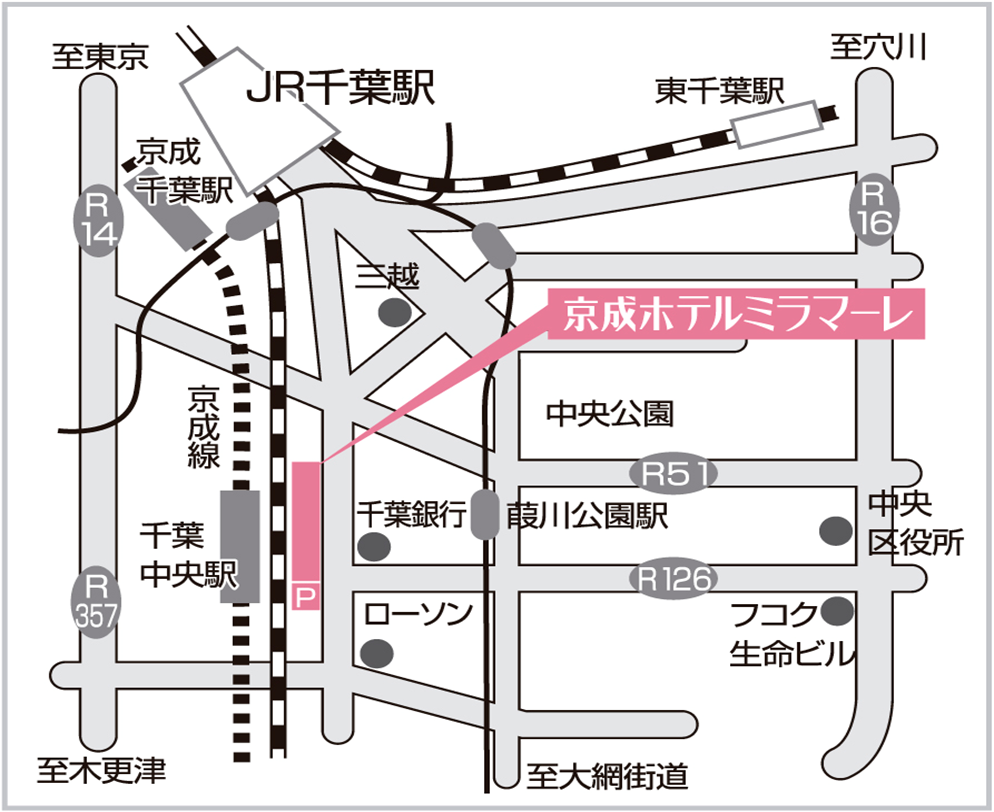 至東京
JR千葉駅
至穴川
東千葉駅
京成
千葉駅
R
14
R
16
三越
京成ホテルミラマーレ
京成線
中央公園
R51
千葉銀行
葭川公園駅
中央
区役所
千葉
中央駅
R126
P
R
357
ローソン
フコク
生命ビル
至木更津
至大網街道